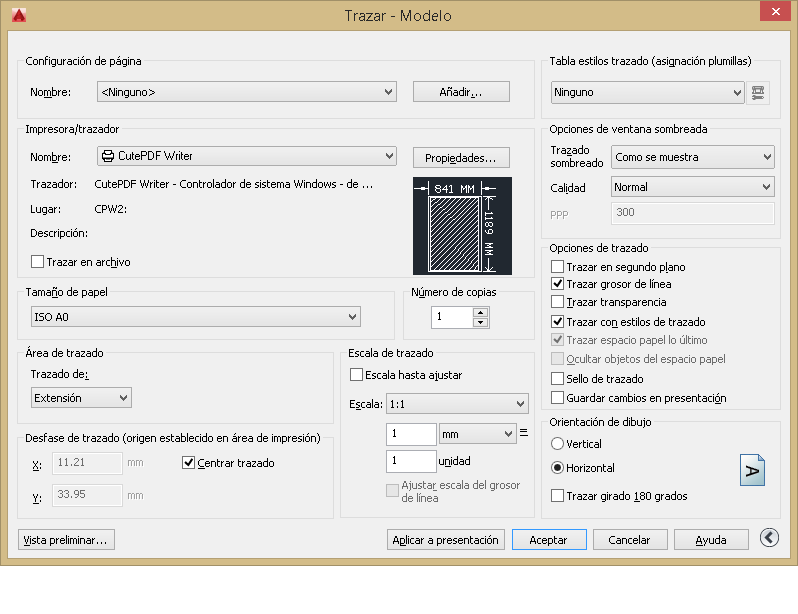 Trazar - Modelo
Configuración de página
Nombre: <Ninguno> Añadir...
Impresora/trazador
Nombre: CutePDF Writer Propiedades...
Trazador: CutePDF Writer - Controlador de sistema Windows - de ...
Lugar: CPW2:
Descripción:
Trazar en archivo
841 MM
1189 MM
Tamaño de papel
ISO A0
Número de copias
1
Área de trazado
Trazado de:
Extensión
Desfase de trazado (origen establecido en área de impresión)
X: 11.21 mm
Centrar trazado
Y: 33.95 mm
Escala de trazado
Escala hasta ajustar
Escala: 1:1
1 mm
=
1 unidad
Ajustar escala del grosor
de línea
Tabla estilos trazado (asignación plumillas)
Ninguno
Opciones de ventana sombreada
Trazado
sombreado
Como se muestra
Calidad Normal
ppp 300
Opciones de trazado
Trazar en segundo plano
Trazar grosor de línea
Trazar transparencia
Trazar con estilos de trazado
Trazar espacio papel lo último
Ocultar objetos del espacio papel
Sello de trazado
Guardar cambios en presentación
Orientación de dibujo
Vertical
Horizontal
Trazar girado 180 grados
A
Vista preliminar... Aplicar a presentación Aceptar Cancelar Ayuda